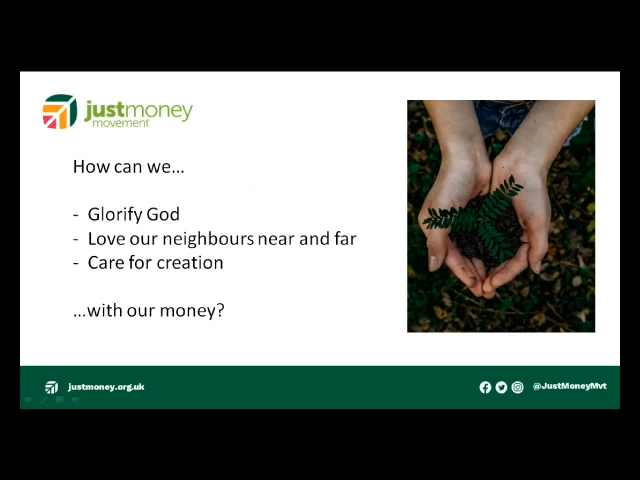 justmoney
movement
How can we...
- Glorify God
- Love our neighbours near and far
- Care for creation
...with our money?
justmoney.org.uk
@JustMoneyMvt